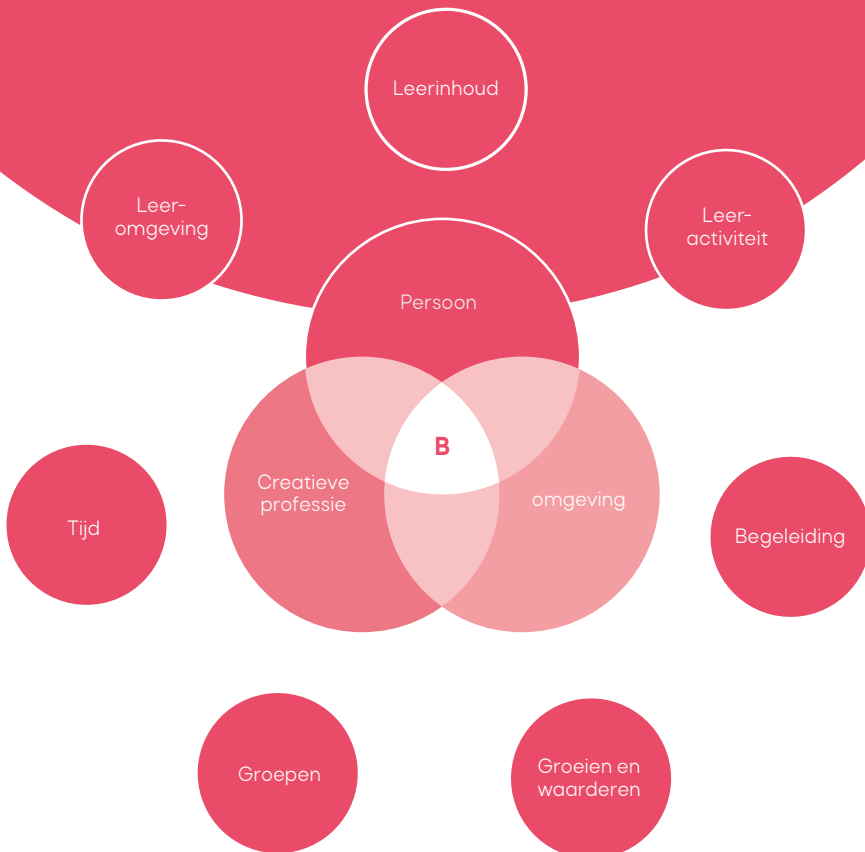 Leerinhoud
Leer-
omgeving
Leer-
activiteit
Persoon
B
Creatieve
professie
omgeving
Tijd
Begeleiding
Groepen
Groeien en
waarderen